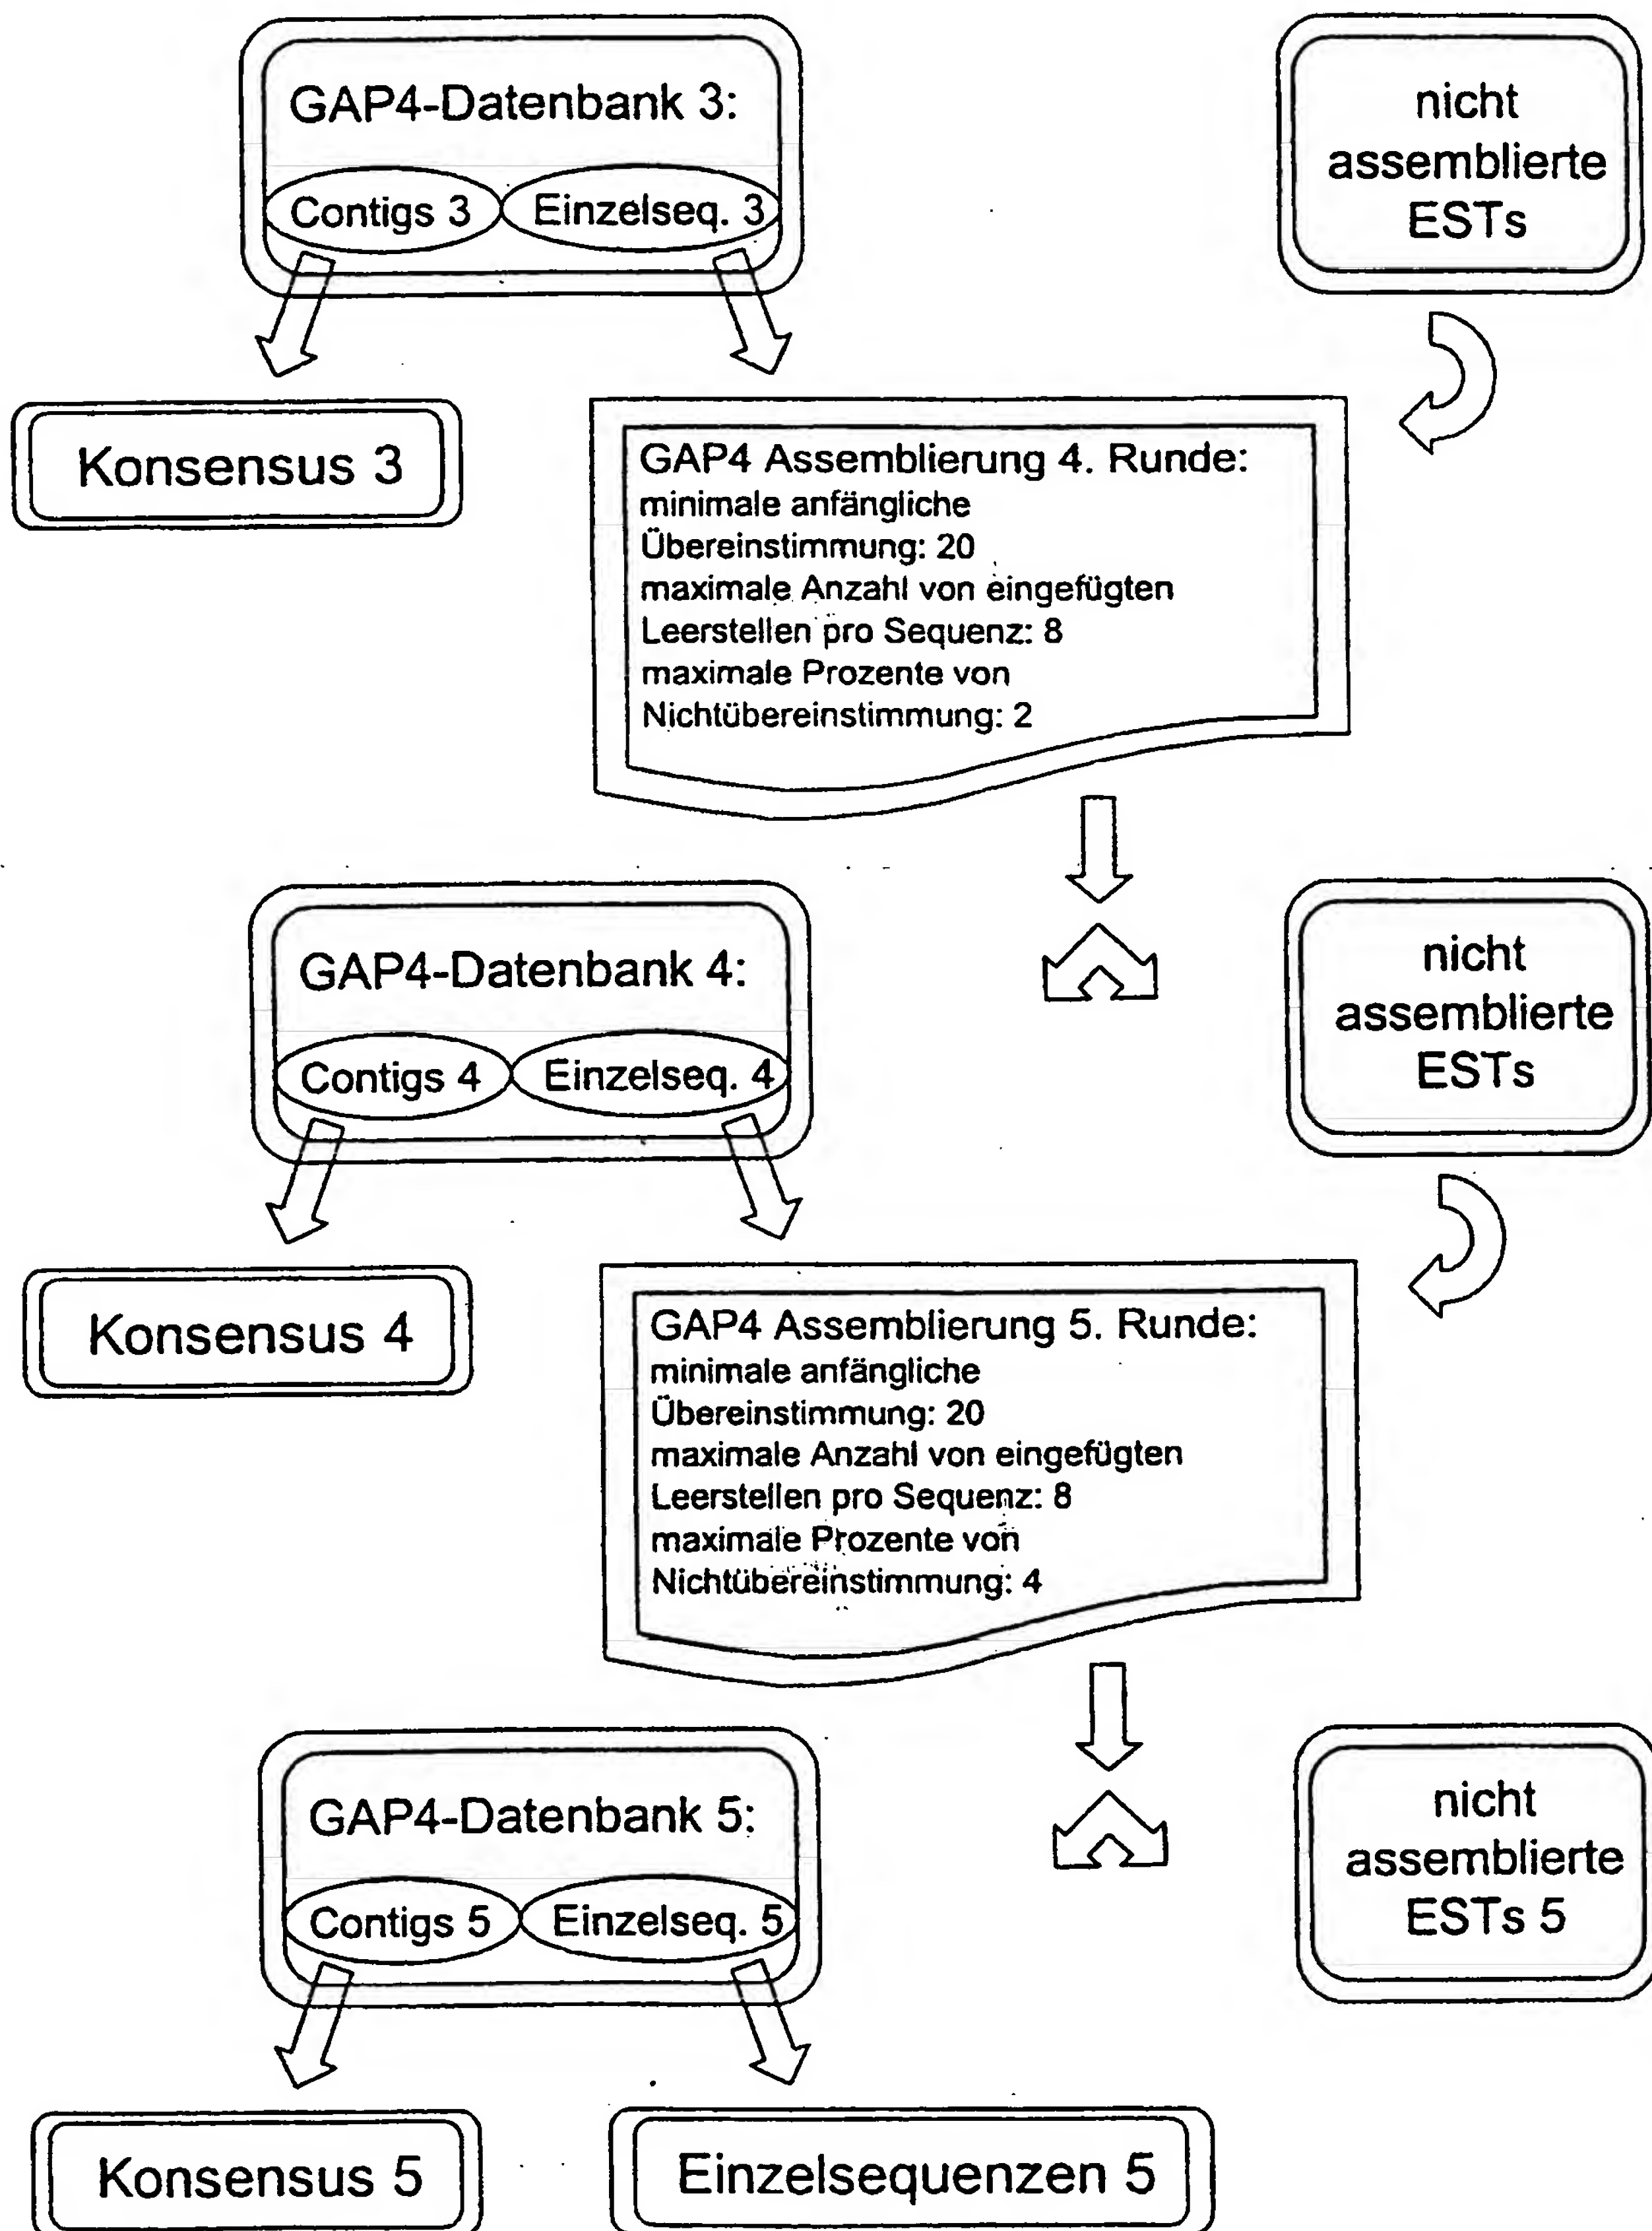 GAP4-Datenbank 3:
Contigs 3
Einzelseq. 3
nicht
assemblierte
ESTs
Konsensus 3
GAP4 Assemblierung 4. Runde:
minimale anfängliche
Übereinstimmung: 20
maximale Anzahl von eingefügten
Leerstellen pro Sequenz: 8
maximale Prozente von
Nichtübereinstimmung: 2
GAP4-Datenbank 4:
Contigs 4
Einzelseq. 4
nicht
assemblierte
ESTs
Konsensus 4
GAP4 Assemblierung 5. Runde:
minimale anfängliche
Übereinstimmung: 20
maximale Anzahl von eingefügten
Leerstellen pro Sequenz: 8
maximale Prozente von
Nichtübereinstimmung: 4
GAP4-Datenbank 5:
Contigs 5
Einzelseq. 5
nicht
assemblierte
ESTs 5
Konsensus 5
Einzelsequenzen 5